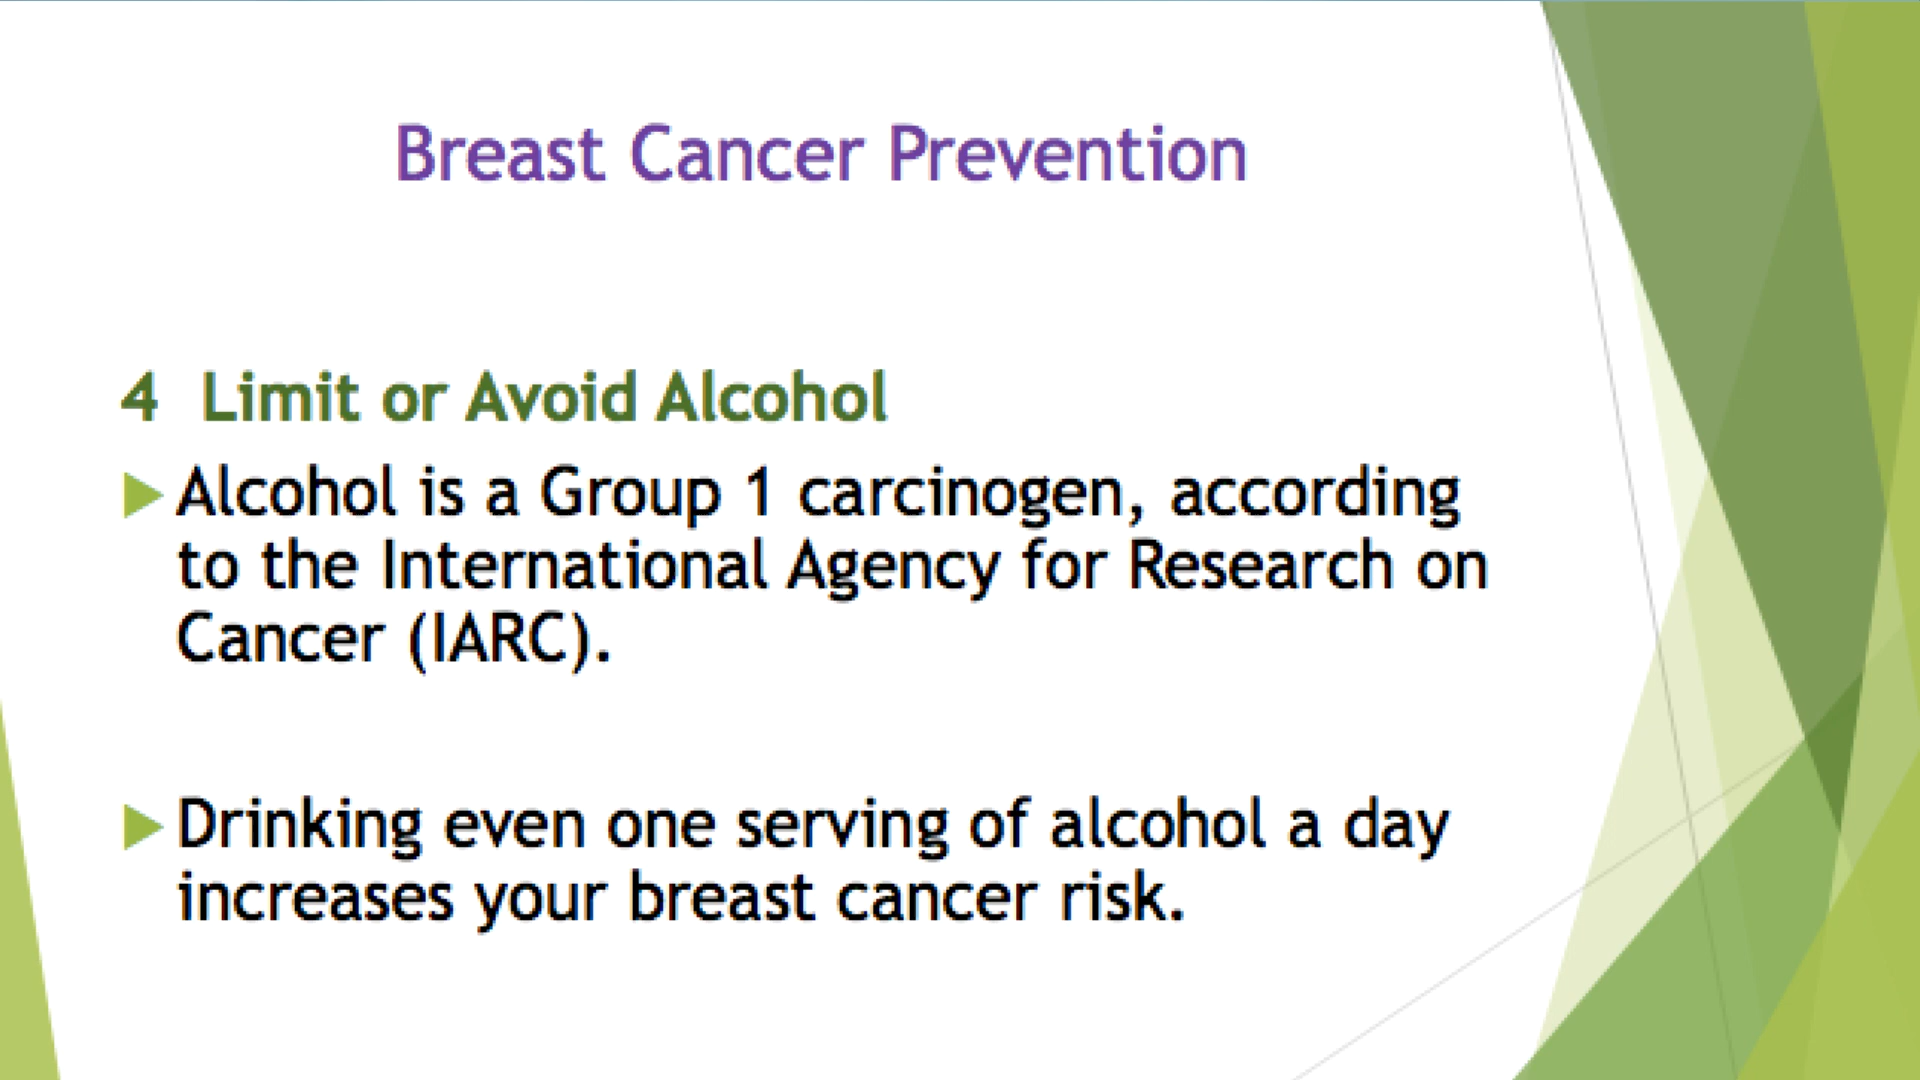 Breast Cancer Prevention
4 Limit or Avoid Alcohol
Alcohol is a Group 1 carcinogen, according
to the International Agency for Research on
Cancer (IARC).
Drinking even one serving of alcohol a day
increases your breast cancer risk.